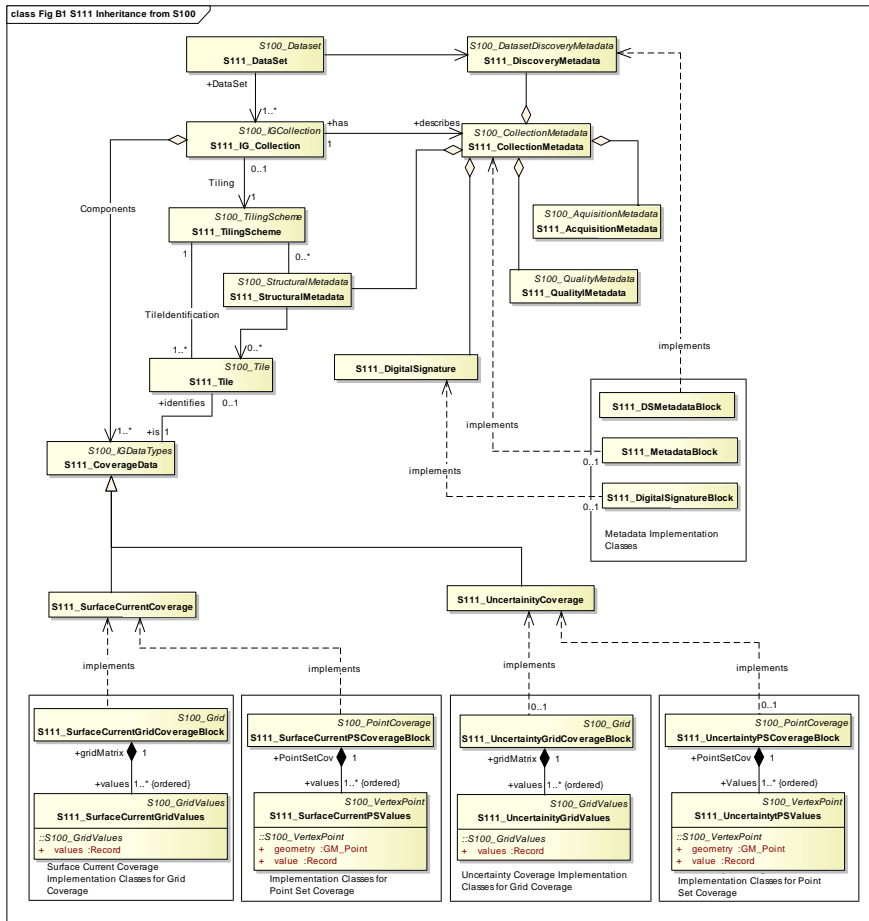 class Fig B1 S111 Inheritance from S100
S100_Dataset
S111_DataSet
S100_DatasetDiscoveryMetadata
S111_DiscoveryMetadata
+DataSet
1..*
S100_IGCollection
S111_IG_Collection
+has
1
+describes
S100_CollectionMetadata
S111_CollectionMetadata
0..1
Tiling
1
Components
S100_TilingScheme
S111_TilingScheme
S100_AqusitionMetadata
S111_AcquisitionMetadata
1
0..*
S100_StructuralMetadata
S111_StructuralMetadata
S100_QualityMetadata
S111_QualitylMetadata
TileIdentification
implements
1..*
0..*
S100_Tile
S111_Tile
S111_DigitalSignature
+identifies
0..1
S111_DSMetadataBlock
implements
1..*
+is
1
S100_IGDataTypes
S111_CoverageData
S111_MetadataBlock
0..1
implements
S111_DigitalSignatureBlock
0..1
Metadata Implementation
Classes
S111_SurfaceCurrentCoverage
S111_UncertainityCoverage
implements
implements
implements
implements
S100_Grid
S111_SurfaceCurrentGridCoverageBlock
+gridMatrix
1
+values
1..* {ordered}
S100_GridValues
S111_SurfaceCurrentGridValues
::S100_GridValues
+ values :Record
Surface Current Coverage
Implementation Classes for Grid
Coverage
S100_PointCoverage
S111_SurfaceCurrentPSCoverageBlock
+PointSetCov
1
+values
1..* {ordered}
S100_VertexPoint
S111_SurfaceCurrentPSValues
::S100_VertexPoint
+ geometry :GM_Point
+ value :Record
Implementation Classes for
Point Set Coverage
0..1
S100_Grid
S111_UncertaintyGridCoverageBlock
+gridMatrix
1
+values
1..* {ordered}
S100_GridValues
S111_UncertainityGridValues
::S100_GridValues
+ values :Record
Uncertainty Coverage Implementation
Classes for Grid Coverage
0..1
S100_PointCoverage
S111_UncertaintyPSCoverageBlock
+PointSetCov
1
+Values
1..* {ordered}
S100_VertexPoint
S111_UncertaintytPSValues
::S100_VertexPoint
+ geometry :GM_Point
+ value :Record
Implementation Classes for Point
Set Coverage